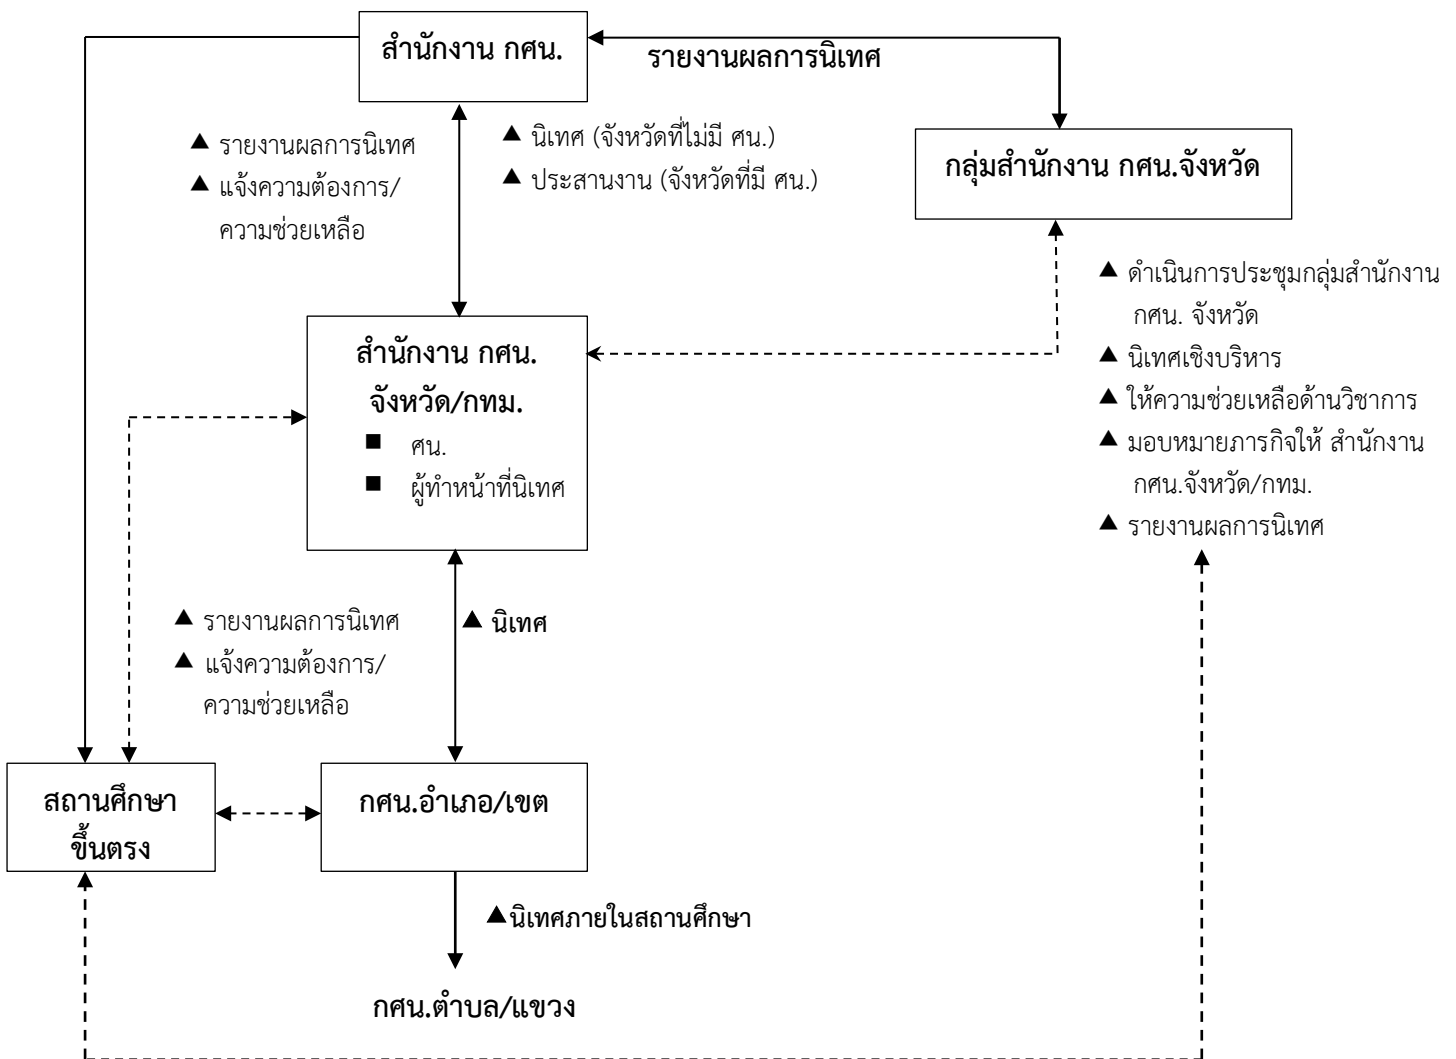 สำนักงาน กศน.
รายงานผลการนิเทศ
▲ รายงานผลการนิเทศ
▲ แจ้งความต้องการ/
ความช่วยเหลือ
▲ นิเทศ (จังหวัดที่ไม่มี ศน.)
▲ ประสานงาน (จังหวัดที่มี ศน.)
กลุ่มสำนักงาน กศน.จังหวัด
▲ ดำเนินการประชุมกลุ่มสำนักงาน
กศน. จังหวัด
▲ นิเทศเชิงบริหาร
▲ ให้ความช่วยเหลือด้านวิชาการ
▲ มอบหมายภารกิจให้ สำนักงาน
กศน.จังหวัด/กทม.
▲ รายงานผลการนิเทศ
สำนักงาน กศน.
จังหวัด/กทม.
■ ศน.
■ ผู้ทำหน้าที่นิเทศ
▲ รายงานผลการนิเทศ
▲ แจ้งความต้องการ/
ความช่วยเหลือ
▲ นิเทศ
สถานศึกษา
ขึ้นตรง
กศน.อำเภอ/เขต
▲นิเทศภายในสถานศึกษา
กศน.ตำบล/แขวง